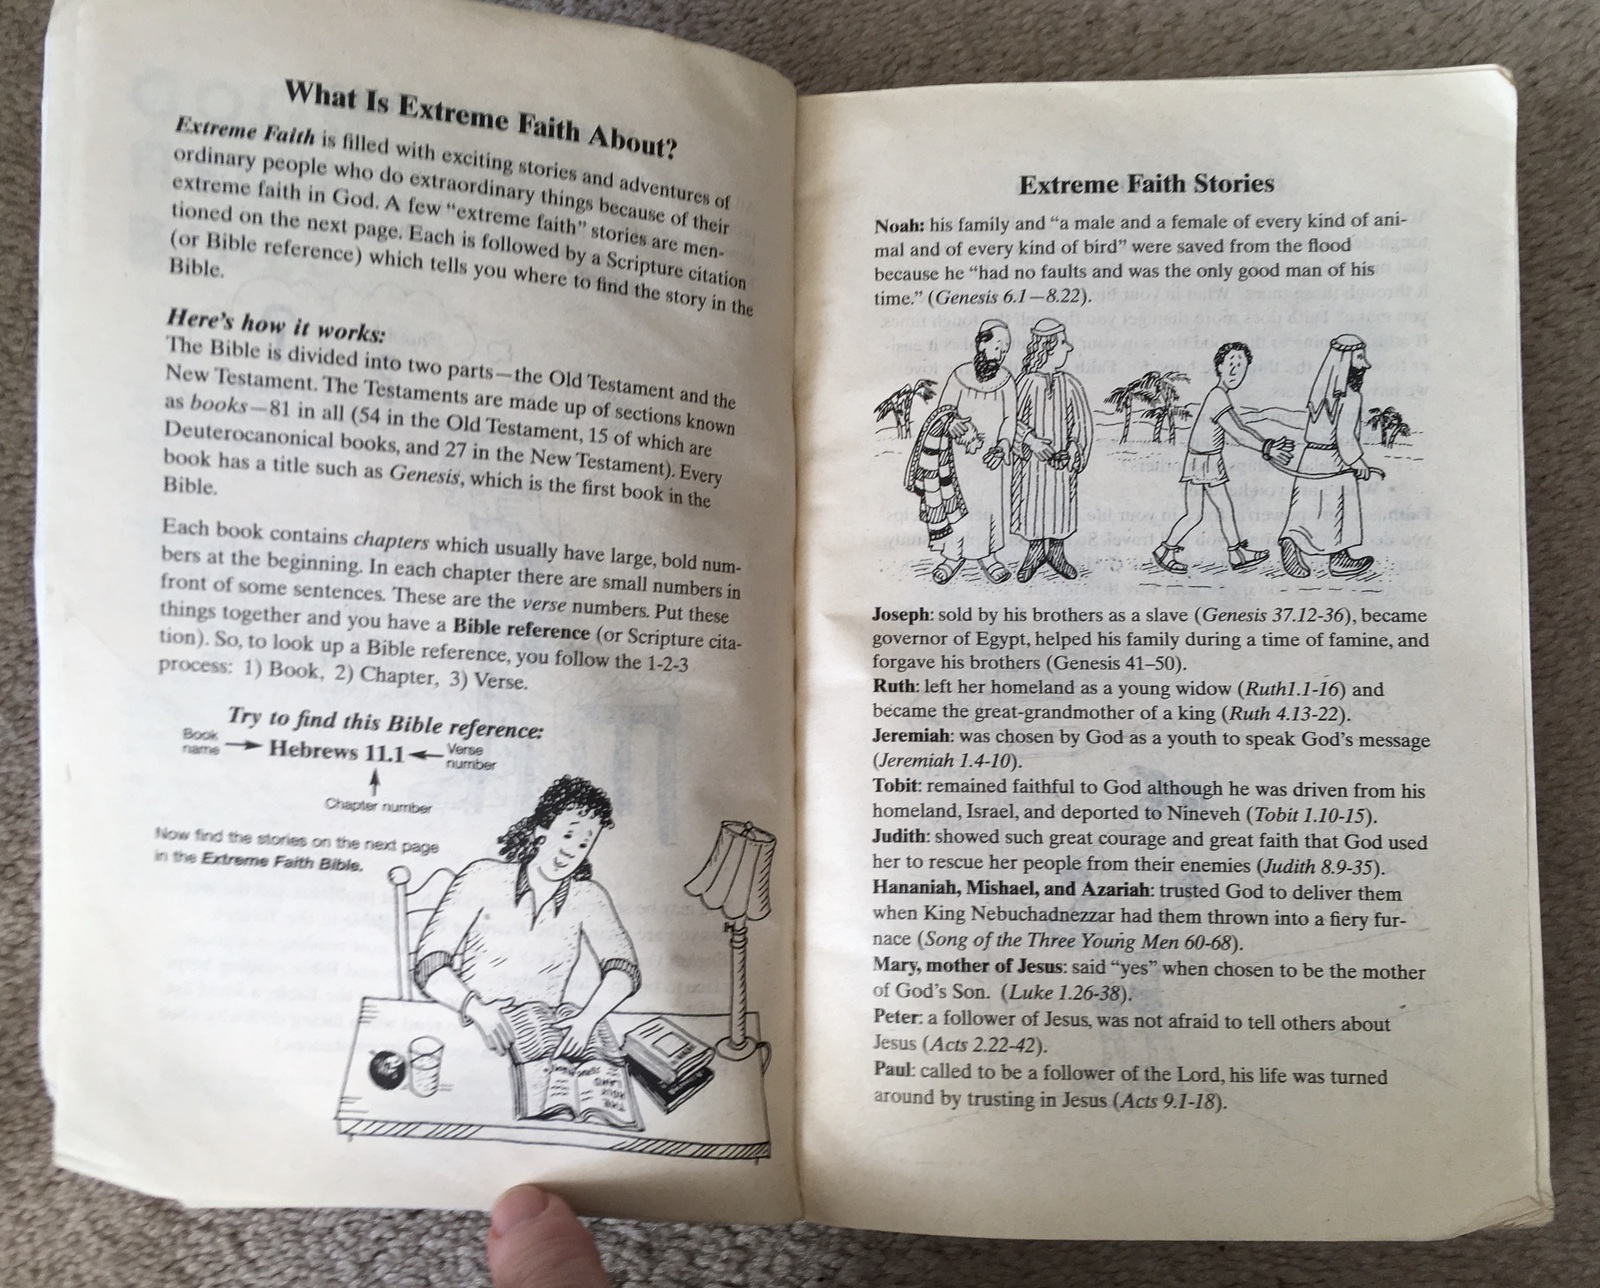 What Is Extreme Faith About?
Extreme Faith is filled with exciting stories and adventures of
ordinary people who do extraordinary things because of their
extreme faith in God. A few “extreme faith” stories are men-
tioned on the next page. Each is followed by a Scripture citation
(or Bible reference) which tells you where to find the story in the
Bible.
Here's how it works:
The Bible is divided into two parts—the Old Testament and the
New Testament. The Testaments are made up of sections known
as books—81 in all (54 in the Old Testament, 15 of which are
Deuterocanonical books, and 27 in the New Testament). Every
book has a title such as Genesis, which is the first book in the
Bible.
Each book contains chapters which usually have large, bold num-
bers at the beginning. In each chapter there are small numbers in
front of some sentences. These are the verse numbers. Put these
things together and you have a Bible reference (or Scripture cita-
tion). So, to look up a Bible reference, you follow the 1-2-3
process: 1) Book, 2) Chapter, 3) Verse.
Try to find this Bible reference:
Book
name
Hebrews 11.1
Verse
number
Chapter number
Now find the stories on the next page
in the Extreme Faith Bible.
Extreme Faith Stories
Noah: his family and “a male and a female of every kind of ani-
mal and of every kind of bird” were saved from the flood
because he “had no faults and was the only good man of his
time.” (Genesis 6.1—8.22).
Joseph: sold by his brothers as a slave (Genesis 37.12-36), became
governor of Egypt, helped his family during a time of famine, and
forgave his brothers (Genesis 41–50).
Ruth: left her homeland as a young widow (Ruth1.1-16) and
became the great-grandmother of a king (Ruth 4.13-22).
Jeremiah: was chosen by God as a youth to speak God's message
(Jeremiah 1.4-10).
Tobit: remained faithful to God although he was driven from his
homeland, Israel, and deported to Nineveh (Tobit 1.10-15).
Judith: showed such great courage and great faith that God used
her to rescue her people from their enemies (Judith 8.9-35).
Hananiah, Mishael, and Azariah: trusted God to deliver them
when King Nebuchadnezzar had them thrown into a fiery fur-
nace (Song of the Three Young Men 60-68).
Mary, mother of Jesus: said “yes” when chosen to be the mother
of God's Son. (Luke 1.26-38).
Peter: a follower of Jesus, was not afraid to tell others about
Jesus (Acts 2.22-42).
Paul: called to be a follower of the Lord, his life was turned
around by trusting in Jesus (Acts 9.1-18).